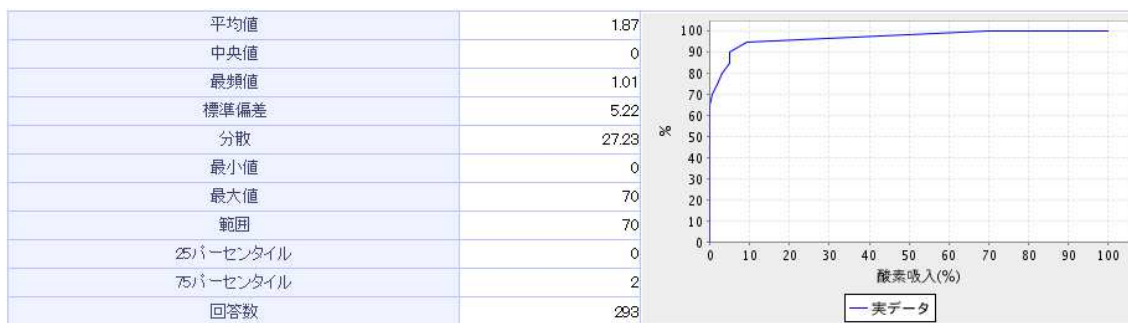 平均値 1.87
中央値 0
最頻値 1.01
標準偏差 5.22
分散 27.23
最小値 0
最大値 70
範囲 70
25パーセンタイル 0
75パーセンタイル 2
回答数 293
100
90
80
70
60
50
40
30
20
10
0
%
0 10 20 30 40 50 60 70 80 90 100
酸素吸入(%)
実データ